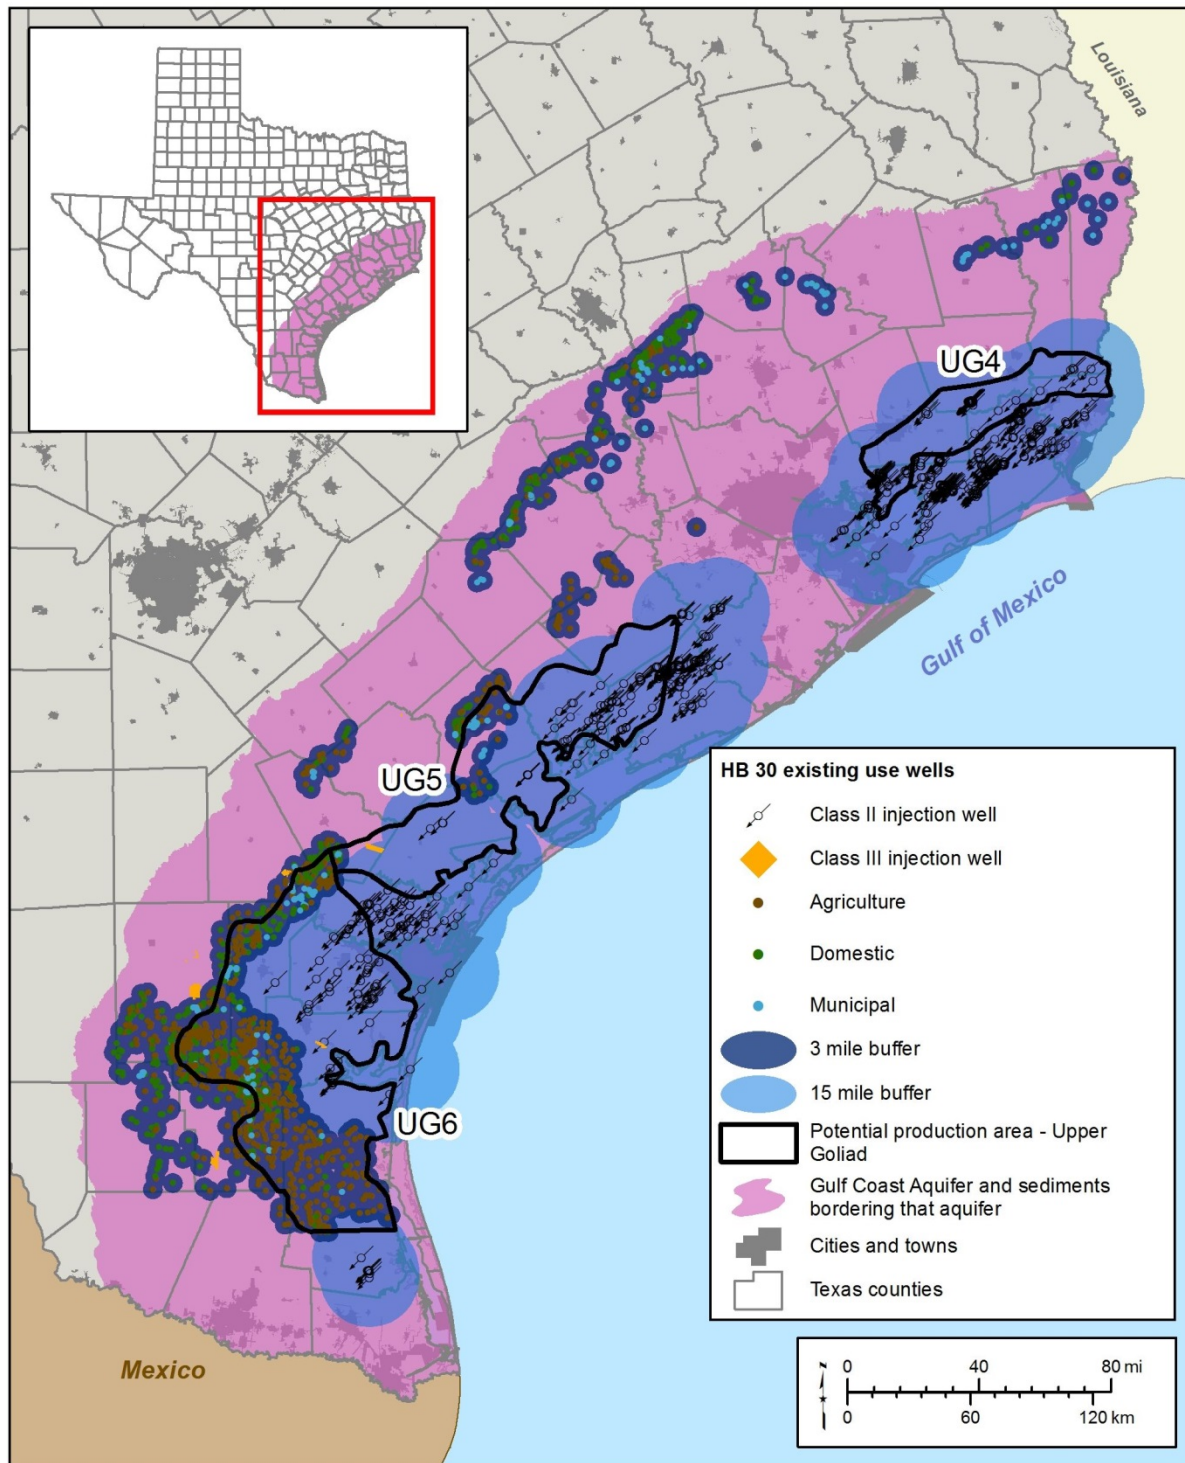 Louisiana
UG4
Gulf of Mexico
UG5
UG6
Mexico
HB 30 existing use wells
Class II injection well
Class III injection well
Agriculture
Domestic
Municipal
3 mile buffer
15 mile buffer
Potential production area - Upper
Goliad
Gulf Coast Aquifer and sediments
bordering that aquifer
Cities and towns
Texas counties
N
0 40 80 mi
0 60 120 km